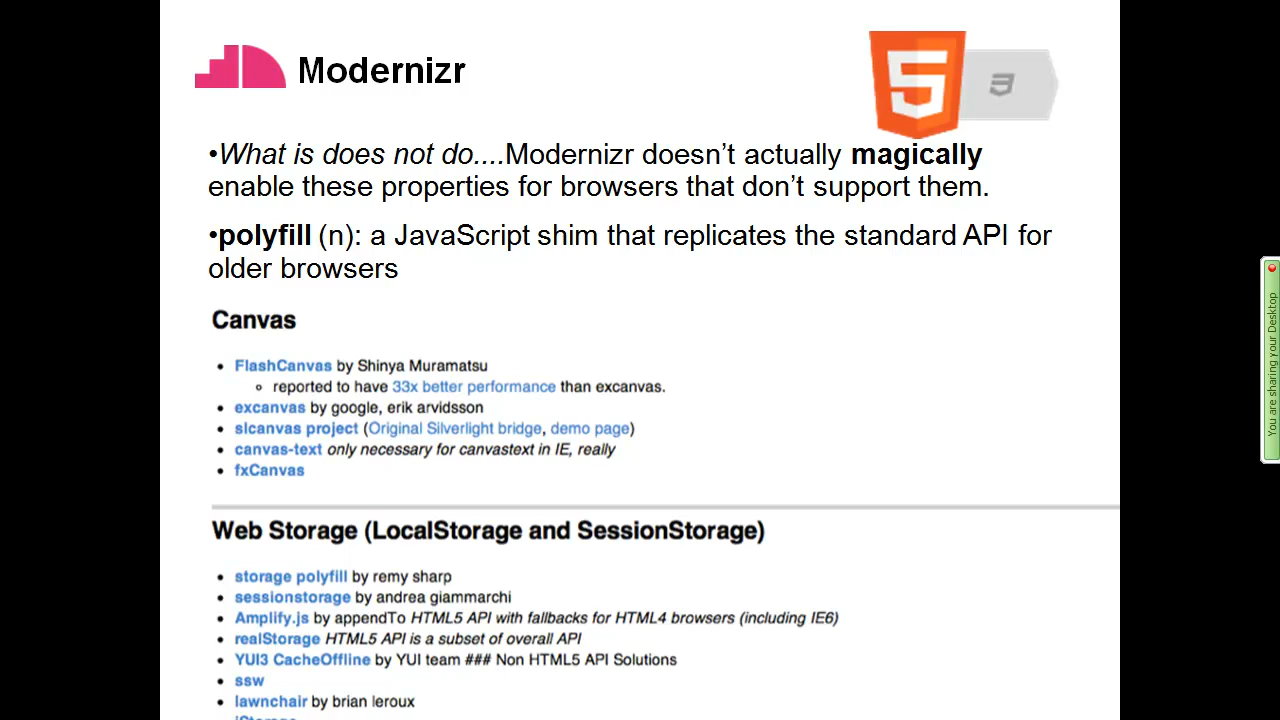 Modernizr
5
3
•What is does not do....Modernizr doesn’t actually magically
enable these properties for browsers that don’t support them.
•polyfill (n): a JavaScript shim that replicates the standard API for
older browsers
Canvas
• FlashCanvas by Shinya Muramatsu
◦ reported to have 33x better performance than excanvas.
• excanvas by google, erik arvidsson
• slcanvas project (Original Silverlight bridge, demo page)
• canvas-text only necessary for canvastext in IE, really
• fxCanvas
Web Storage (LocalStorage and SessionStorage)
• storage polyfill by remy sharp
• sessionstorage by andrea giammarchi
• Amplify.js by appendTo HTML5 API with fallbacks for HTML4 browsers (including IE6)
• realStorage HTML5 API is a subset of overall API
• YUI3 CacheOffline by YUI team ### Non HTML5 API Solutions
• ssw
• lawnchair by brian leroux
You are sharing your Desktop